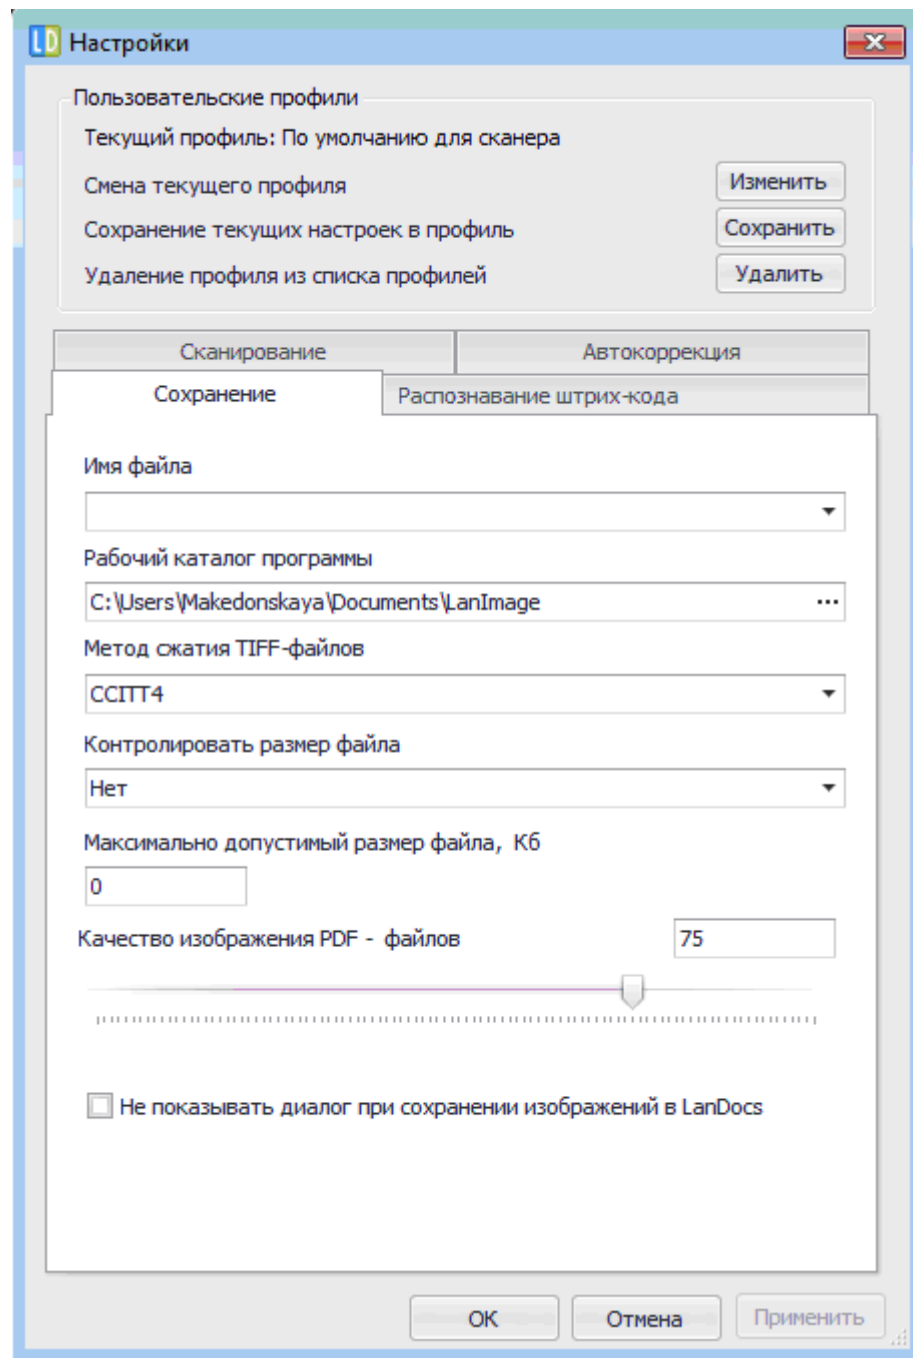 LD Настройки
Пользовательские профили
Текущий профиль: По умолчанию для сканера
Смена текущего профиля Изменить
Сохранение текущих настроек в профиль Сохранить
Удаление профиля из списка профилей Удалить
Сканирование Автокоррекция
Сохранение Распознавание штрих-кода
Имя файла
Рабочий каталог программы
C:\Users\Makedonskaya\Documents\LanImage ...
Метод сжатия TIFF-файлов
CCITT4
Контролировать размер файла
Нет
Максимально допустимый размер файла, Кб
0
Качество изображения PDF - файлов 75
Не показывать диалог при сохранении изображений в LanDocs
ОК Отмена Применить